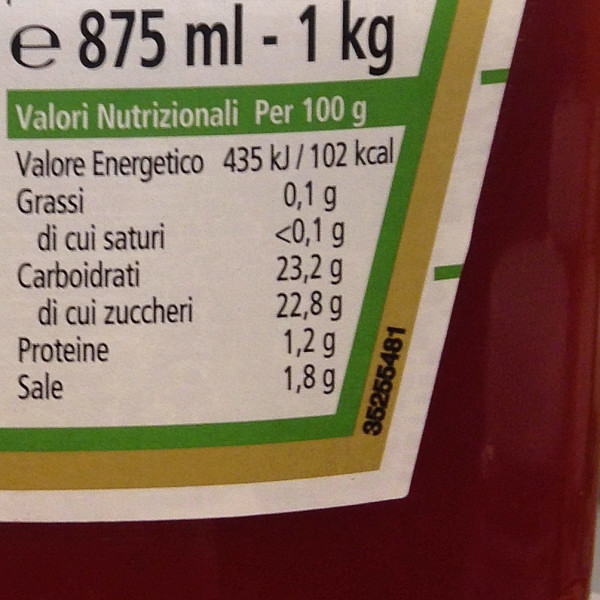 ℮ 875 ml - 1 kg
Valori Nutrizionali Per 100 g
Valore Energetico 435 kJ / 102 kcal
Grassi 0,1 g
di cui saturi <0,1 g
Carboidrati 23,2 g
di cui zuccheri 22,8 g
Proteine 1,2 g
Sale 1,8 g
35255481